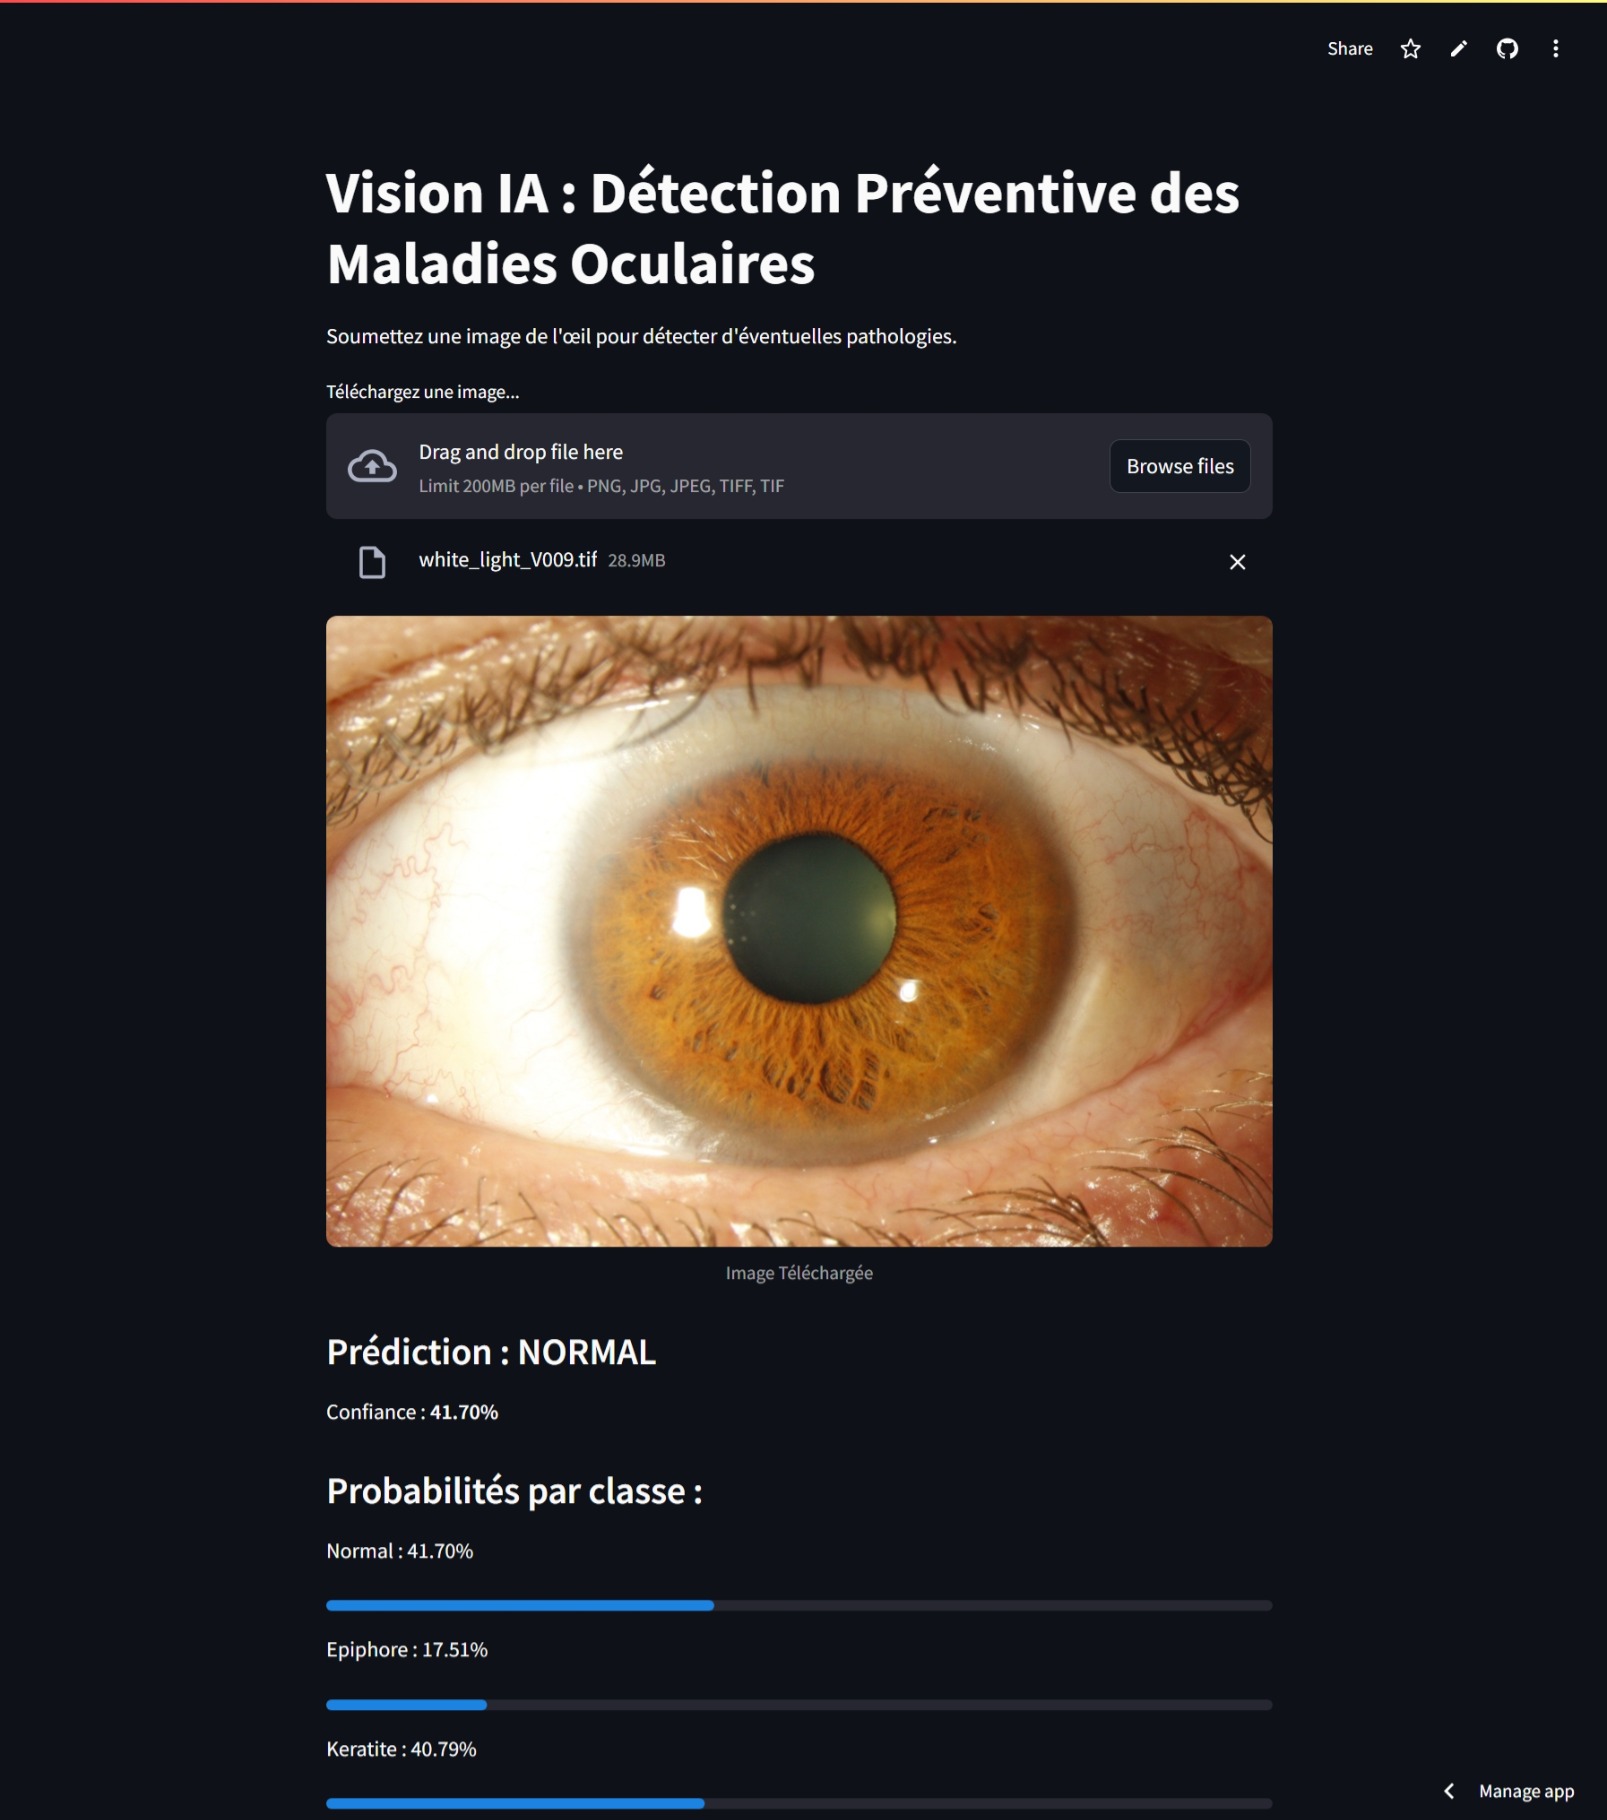 Share
Vision IA : Détection Préventive des
Maladies Oculaires
Soumettez une image de l'œil pour détecter d'éventuelles pathologies.
Téléchargez une image...
Drag and drop file here
Limit 200MB per file • PNG, JPG, JPEG, TIFF, TIF
Browse files
white_light_V009.tif 28.9MB
Image Téléchargée
Prédiction : NORMAL
Confiance : 41.70%
Probabilités par classe :
Normal : 41.70%
Epiphore : 17.51%
Keratite : 40.79%
Manage app